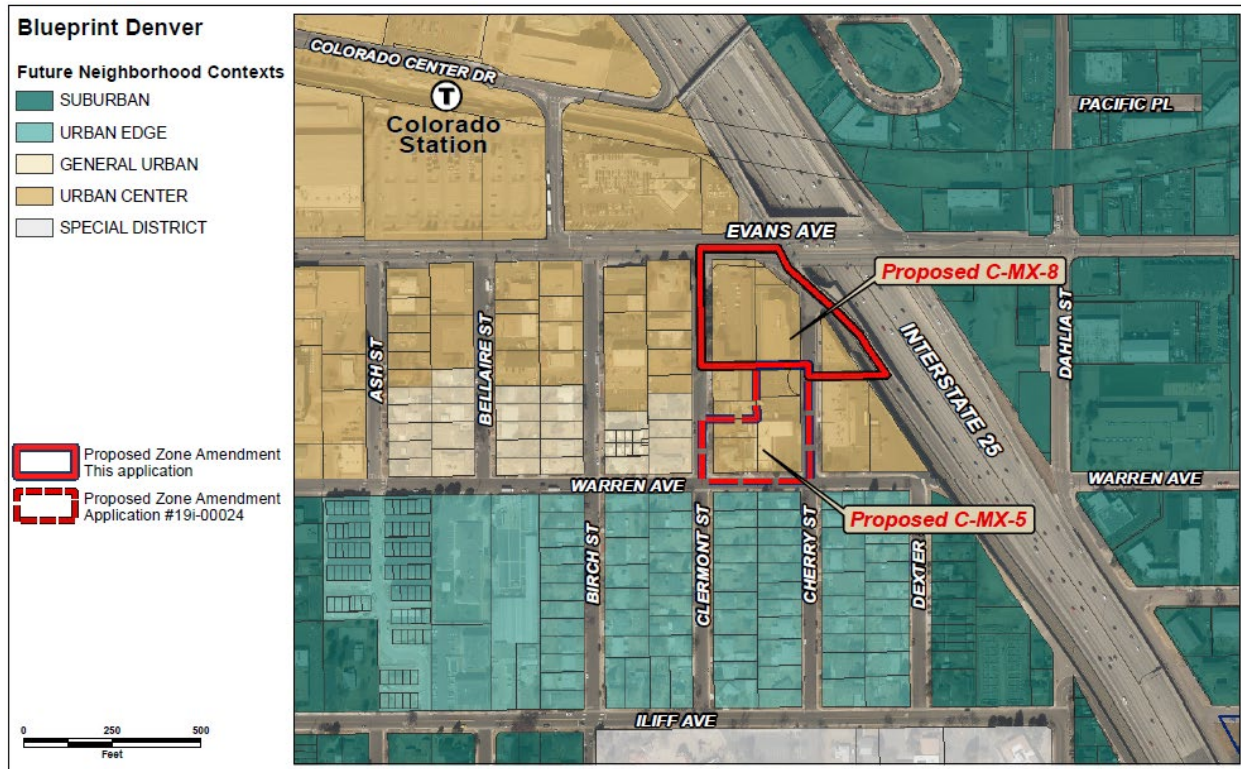 Blueprint Denver
Future Neighborhood Contexts
SUBURBAN
URBAN EDGE
GENERAL URBAN
URBAN CENTER
SPECIAL DISTRICT
Proposed Zone Amendment
This application
Proposed Zone Amendment
Application #19i-00024
0 250 500
Feet
COLORADO CENTER DR
T
Colorado
Station
PACIFIC PL
EVANS AVE
Proposed C-MX-8
ASH ST
BELLAIRE ST
INTERSTATE 25
DAHLIA ST
WARREN AVE
WARREN AVE
Proposed C-MX-5
BIRCH ST
CLERMONT ST
CHERRY ST
DEXTER
ILIFF AVE